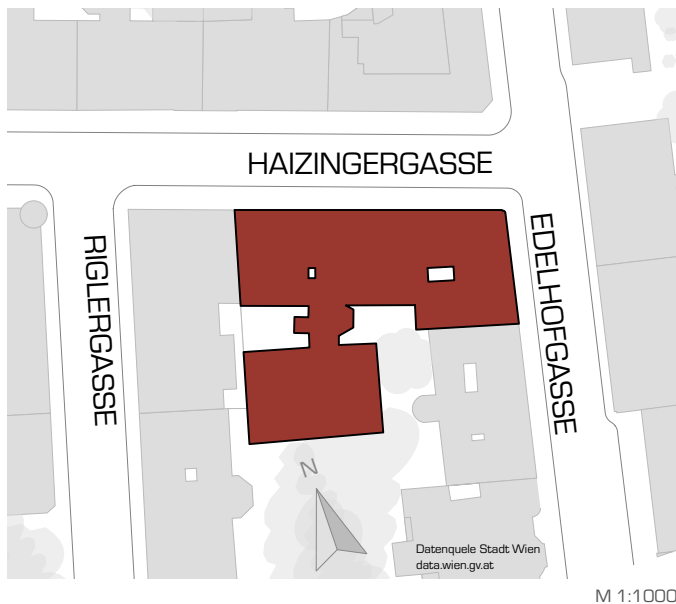 HAIZINGERGASSE
RIGLERGASSE
EDELHOFGASSE
N
Datenquele Stadt Wien
data.wien.gv.at
M 1:1000